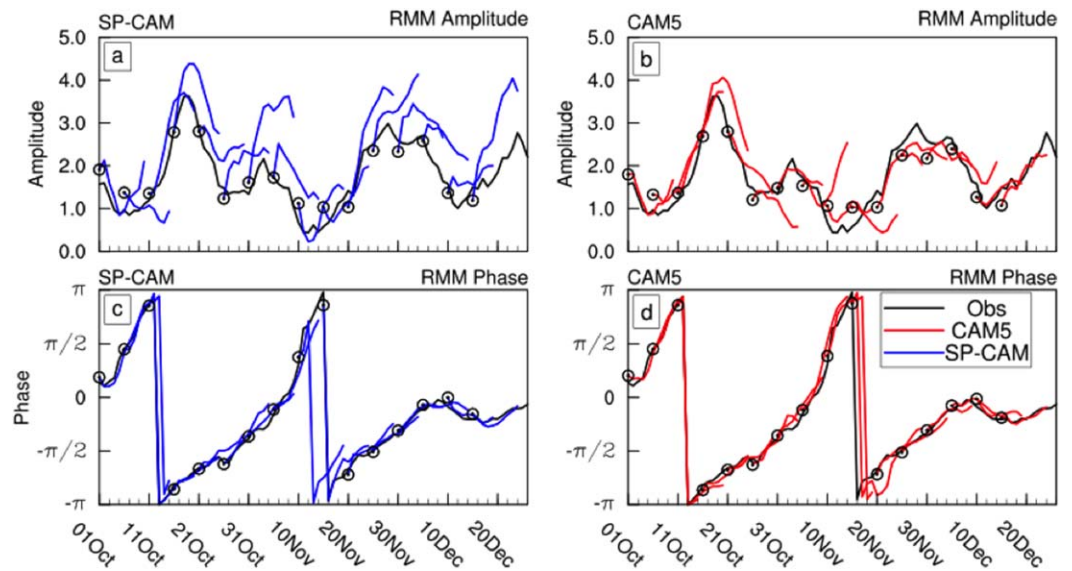 SP-CAM RMM Amplitude
a
5.0
4.0
3.0
2.0
1.0
0.0
Amplitude
CAM5 RMM Amplitude
b
5.0
4.0
3.0
2.0
1.0
0.0
Amplitude
SP-CAM RMM Phase
c
π
π/2
0
-π/2
-π
Phase
01Oct
11Oct
21Oct
31Oct
10Nov
20Nov
30Nov
10Dec
20Dec
CAM5 RMM Phase
d
π
π/2
0
-π/2
-π
Obs
CAM5
SP-CAM
01Oct
11Oct
21Oct
31Oct
10Nov
20Nov
30Nov
10Dec
20Dec